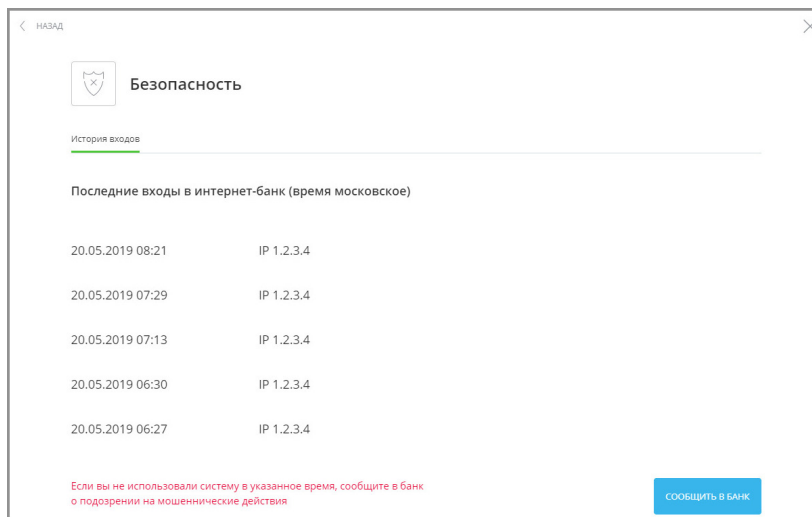 НАЗАД
Безопасность
История входов
Последние входы в интернет-банк (время московское)
20.05.2019 08:21 IP 1.2.3.4
20.05.2019 07:29 IP 1.2.3.4
20.05.2019 07:13 IP 1.2.3.4
20.05.2019 06:30 IP 1.2.3.4
20.05.2019 06:27 IP 1.2.3.4
Если вы не использовали систему в указанное время, сообщите в банк
о подозрении на мошеннические действия
СООБЩИТЬ В БАНК